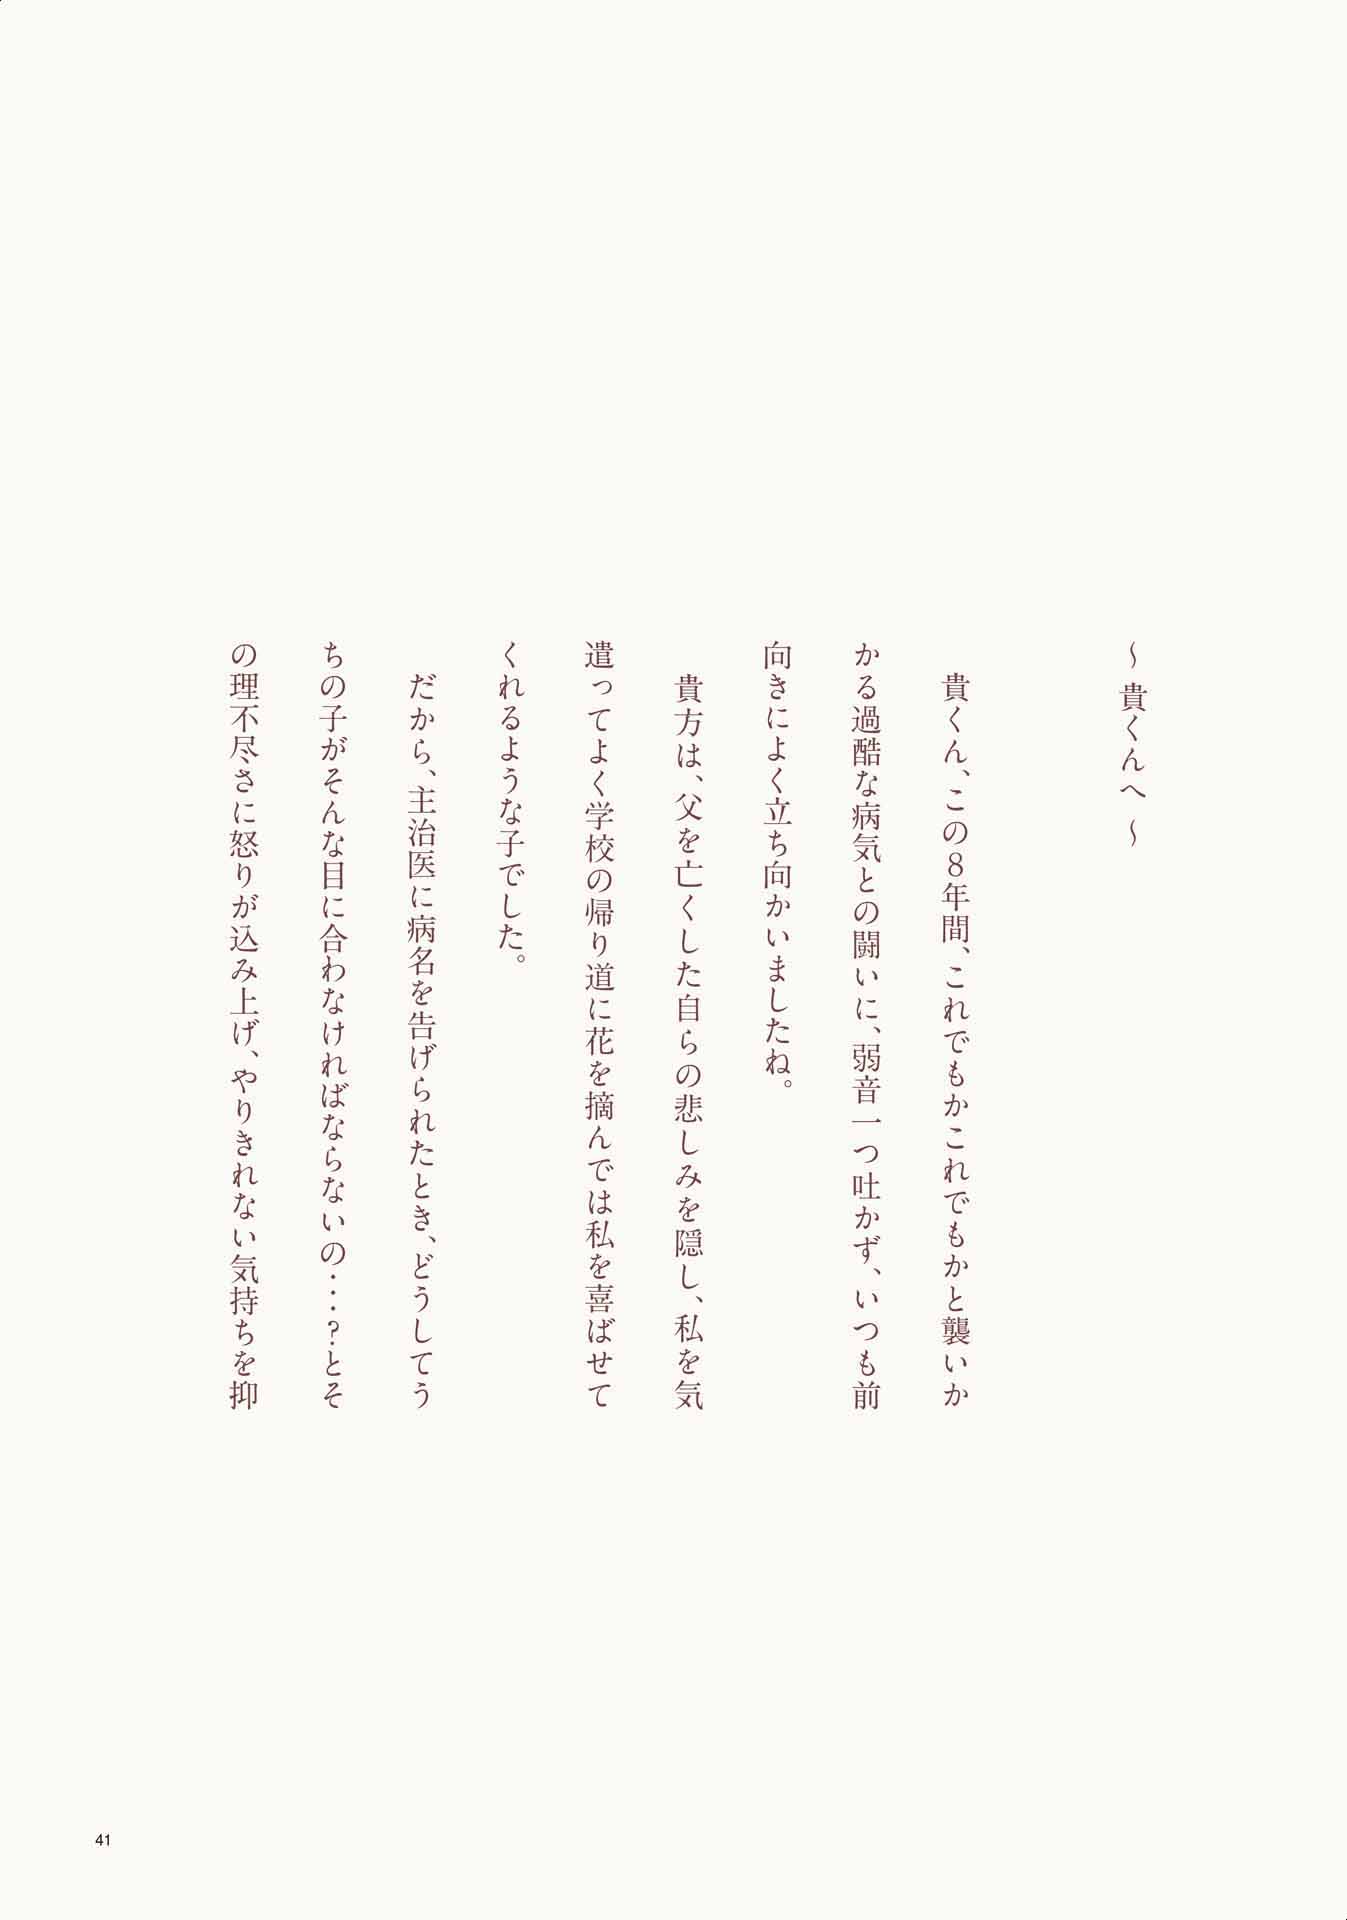 ～ 貴くんへ ～
貴くん、この８年間、これでもかこれでもかと襲いか
かる過酷な病気との闘いに、弱音一つ吐かず、いつも前
向きによく立ち向かいましたね。
貴方は、父を亡くした自らの悲しみを隠し、私を気
遣ってよく学校の帰り道に花を摘んでは私を喜ばせて
くれるような子でした。
だから、主治医に病名を告げられたとき、どうしてう
ちの子がそんな目に合わなければならないの…？とそ
の理不尽さに怒りが込み上げ、やりきれない気持ちを抑
41